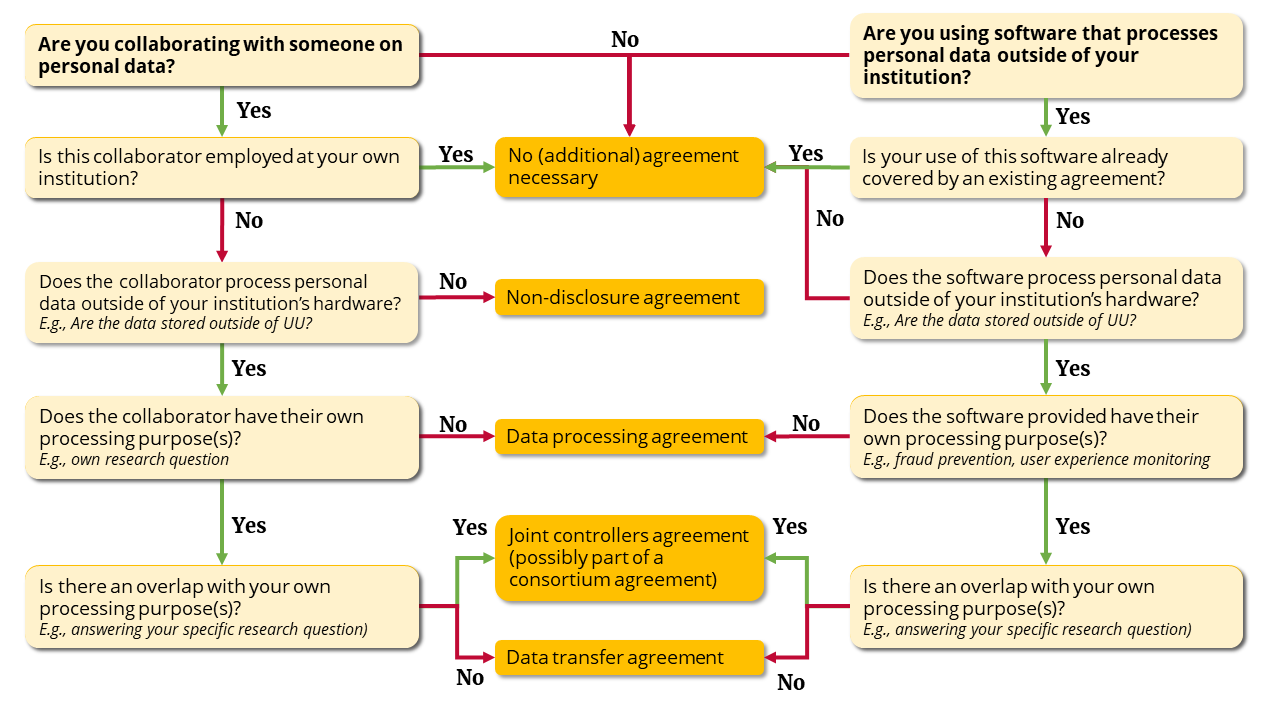 Are you collaborating with someone on
personal data?
No
Are you using software that processes
personal data outside of your
institution?
Yes
Yes
Is this collaborator employed at your own
institution?
Yes
No (additional) agreement
necessary
Yes
Is your use of this software already
covered by an existing agreement?
No
No
No
Does the collaborator process personal
data outside of your institution's hardware?
E.g., Are the data stored outside of UU?
No
Non-disclosure agreement
Does the software process personal data
outside of your institution's hardware?
E.g., Are the data stored outside of UU?
Yes
Yes
Does the collaborator have their own
processing purpose(s)?
E.g., own research question
No
Data processing agreement
No
Does the software provided have their
own processing purpose(s)?
E.g., fraud prevention, user experience monitoring
Yes
Yes
Yes
Joint controllers agreement
(possibly part of a
consortium agreement)
Yes
Is there an overlap with your own
processing purpose(s)?
E.g., answering your specific research question)
No
Data transfer agreement
No
Is there an overlap with your own
processing purpose(s)?
E.g., answering your specific research question)